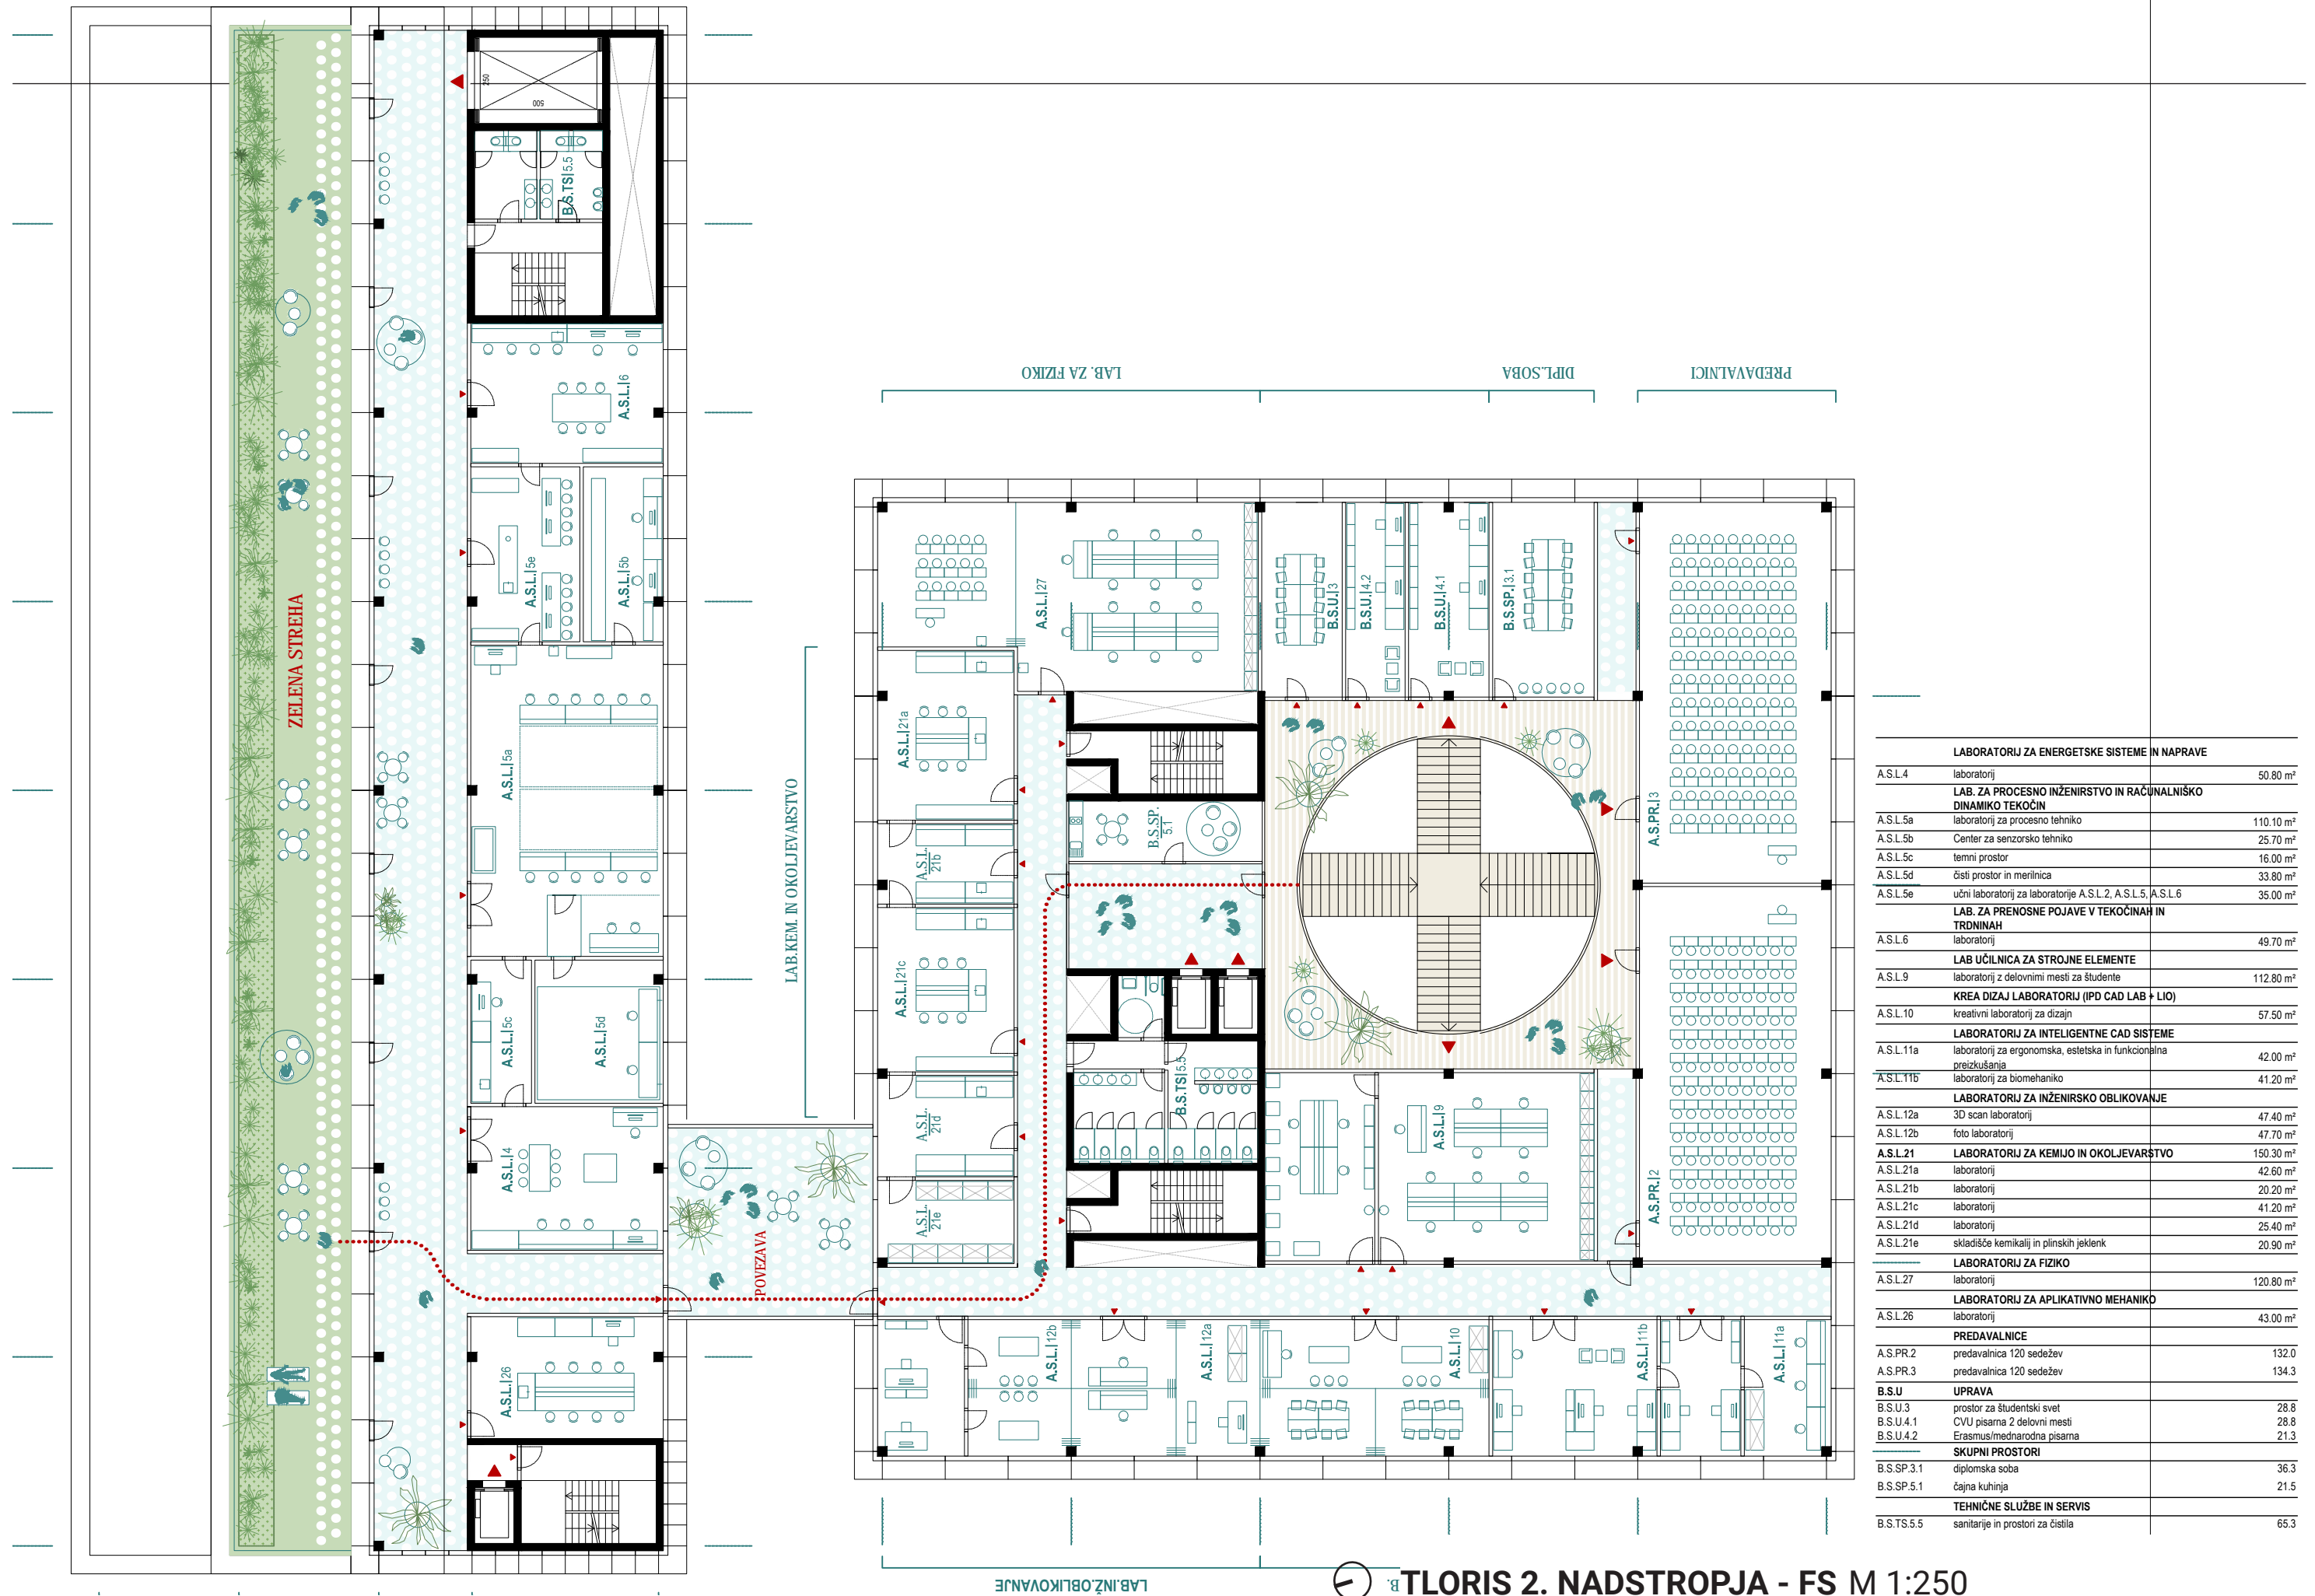 250
500
B.S.TS|5.5
A.S.L.|6
A.S.L.|5e
A.S.L.|5b
ZELENA STREHA
A.S.L.|5a
A.S.L.|5c
A.S.L.|5d
A.S.L.|4
A.S.L.|26
POVEZAVA
LAB.KEM. IN OKOLJEVARSTVO
LAB. ZA FIZIKO
DIPL.SOBA
PREDAVALNICI
A.S.L.|27
B.S.U.|3
B.S.U.|4.2
B.S.U.|4.1
B.S.SP.|3.1
A.S.L.|21a
A.S.L.
21b
A.S.L.|21c
A.S.L.
21d
A.S.L.
21e
B.S.SP.
5.1
B.S.TS|5.5
A.S.PR.|3
A.S.PR.|2
A.S.L.|9
A.S.L.|12b
A.S.L.|12a
A.S.L.|10
A.S.L.|11b
A.S.L.|11a
LAB.INŽ.OBLIKOVANJE
B.
LABORATORIJ ZA ENERGETSKE SISTEME IN NAPRAVE
A.S.L.4 laboratorij 50.80 m²
LAB. ZA PROCESNO INŽENIRSTVO IN RAČUNALNIŠKO
DINAMIKO TEKOČIN
A.S.L.5a laboratorij za procesno tehniko 110.10 m²
A.S.L.5b Center za senzorsko tehniko 25.70 m²
A.S.L.5c temni prostor 16.00 m²
A.S.L.5d čisti prostor in merilnica 33.80 m²
A.S.L.5e učni laboratorij za laboratorije A.S.L.2, A.S.L.5, A.S.L.6 35.00 m²
LAB. ZA PRENOSNE POJAVE V TEKOČINAH IN
TRDNINAH
A.S.L.6 laboratorij 49.70 m²
LAB UČILNICA ZA STROJNE ELEMENTE
A.S.L.9 laboratorij z delovnimi mesti za študente 112.80 m²
KREA DIZAJ LABORATORIJ (IPD CAD LAB + LIO)
A.S.L.10 kreativni laboratorij za dizajn 57.50 m²
LABORATORIJ ZA INTELIGENTNE CAD SISTEME
A.S.L.11a laboratorij za ergonomska, estetska in funkcionalna
preizkušanja 42.00 m²
A.S.L.11b laboratorij za biomehaniko 41.20 m²
LABORATORIJ ZA INŽENIRSKO OBLIKOVANJE
A.S.L.12a 3D scan laboratorij 47.40 m²
A.S.L.12b foto laboratorij 47.70 m²
A.S.L.21 LABORATORIJ ZA KEMIJO IN OKOLJEVARSTVO 150.30 m²
A.S.L.21a laboratorij 42.60 m²
A.S.L.21b laboratorij 20.20 m²
A.S.L.21c laboratorij 41.20 m²
A.S.L.21d laboratorij 25.40 m²
A.S.L.21e skladišče kemikalij in plinskih jeklenk 20.90 m²
LABORATORIJ ZA FIZIKO
A.S.L.27 laboratorij 120.80 m²
LABORATORIJ ZA APLIKATIVNO MEHANIKO
A.S.L.26 laboratorij 43.00 m²
PREDAVALNICE
A.S.PR.2 predavalnica 120 sedežev 132.0
A.S.PR.3 predavalnica 120 sedežev 134.3
B.S.U UPRAVA
B.S.U.3 prostor za študentski svet 28.8
B.S.U.4.1 CVU pisarna 2 delovni mesti 28.8
B.S.U.4.2 Erasmus/mednarodna pisarna 21.3
SKUPNI PROSTORI
B.S.SP.3.1 diplomska soba 36.3
B.S.SP.5.1 čajna kuhinja 21.5
TEHNIČNE SLUŽBE IN SERVIS
B.S.TS.5.5 sanitarije in prostori za čistila 65.3
TLORIS 2. NADSTROPJA - FS M 1:250